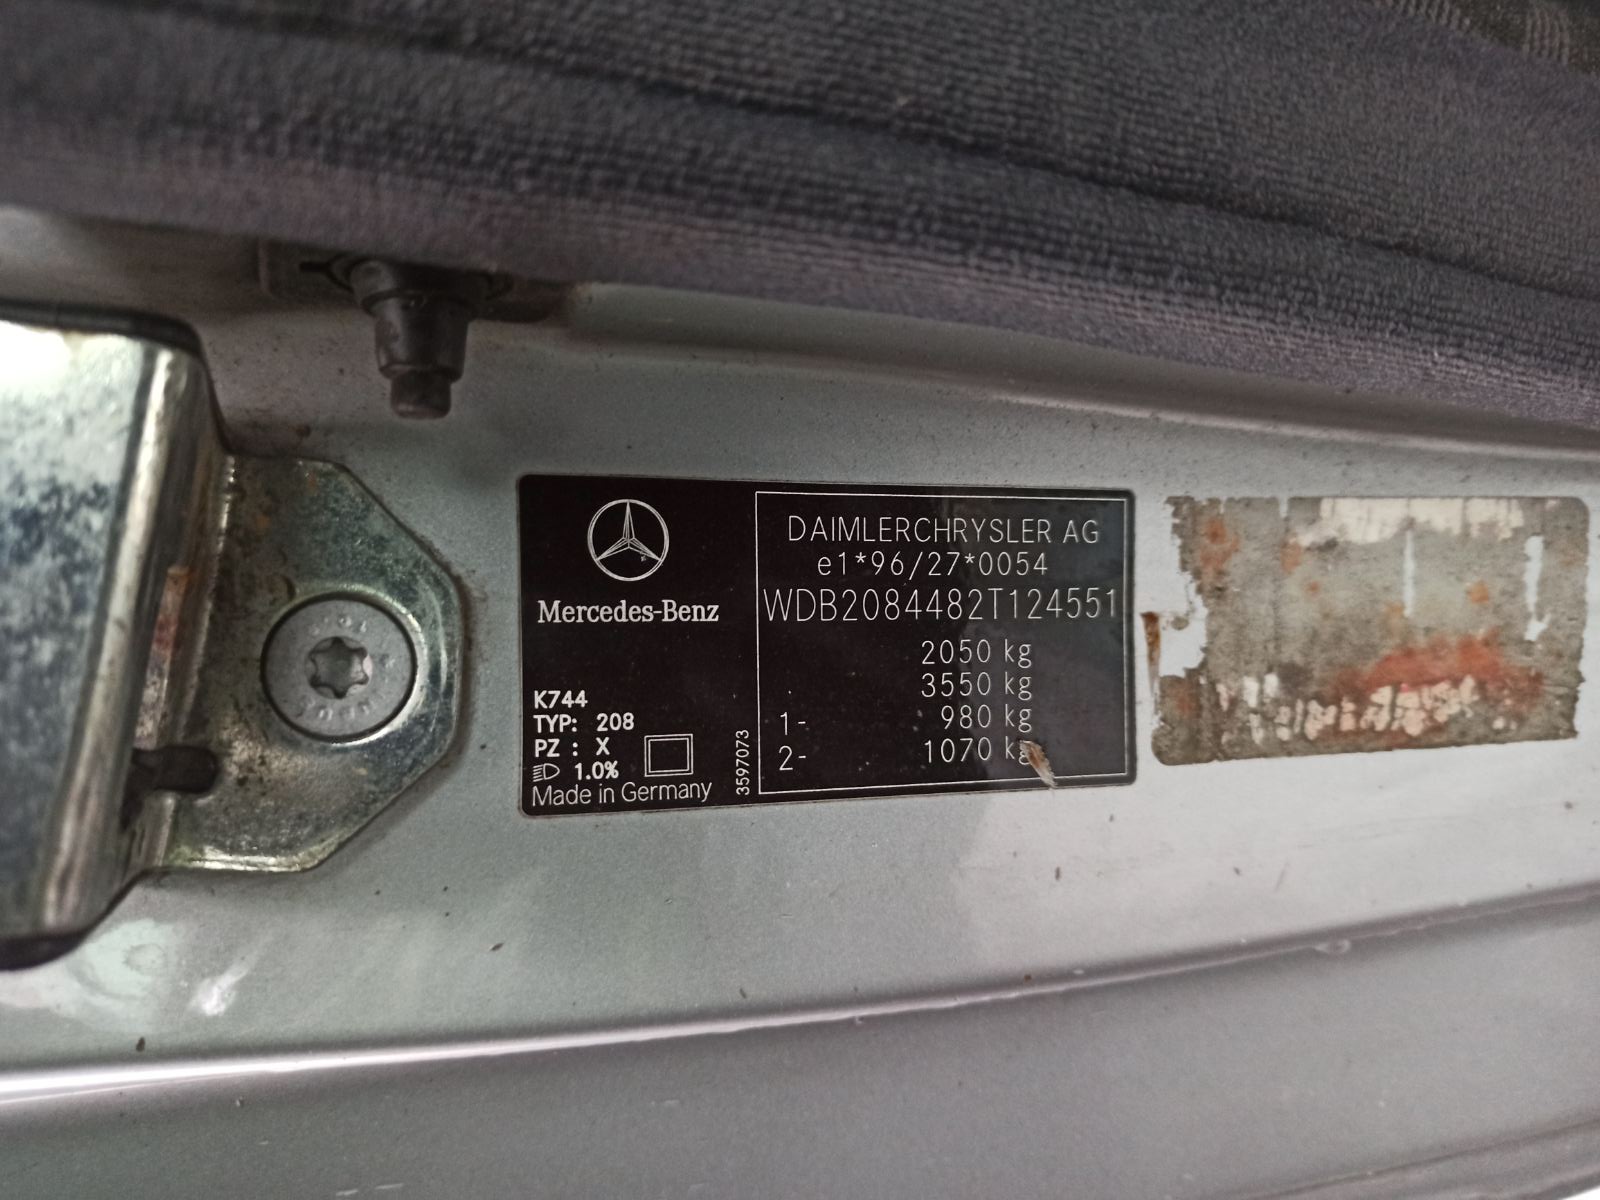 Mercedes-Benz
K744
TYP: 208
PZ : X
1.0%
Made in Germany
3597073
DAIMLERCHRYSLER AG
e1*96/27*0054
WDB2084482T124551
2050 kg
3550 kg
1- 980 kg
2- 1070 kg